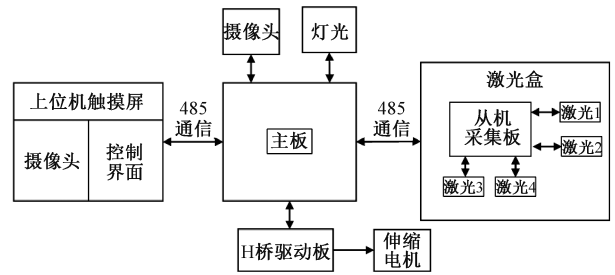 摄像头
灯光
上位机触摸屏
摄像头
控制
界面
485
通信
主板
485
通信
激光盒
从机
采集板
激光1
激光2
激光3
激光4
H桥驱动板
伸缩
电机